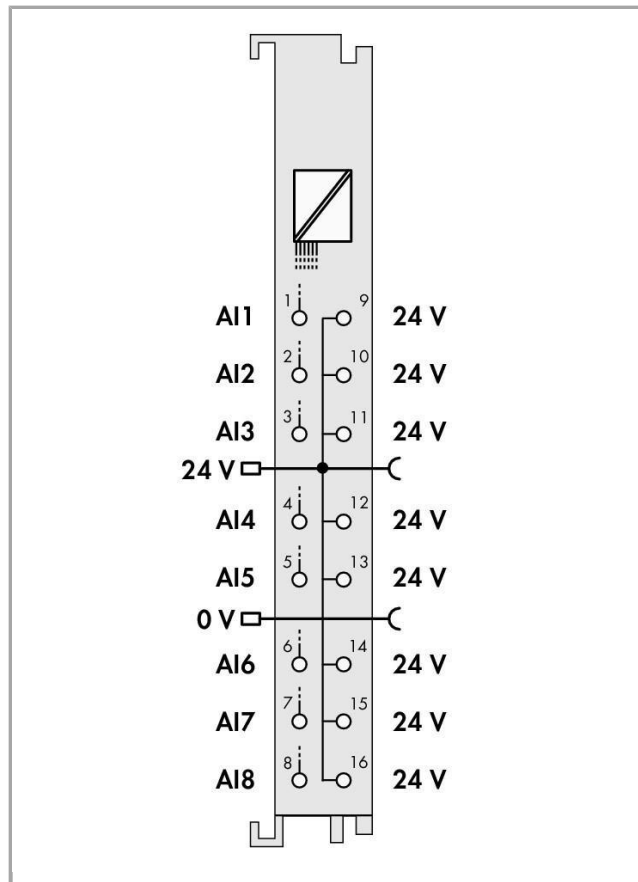 AI1 1 9 24 V
AI2 2 10 24 V
AI3 3 11 24 V
24 V
AI4 4 12 24 V
AI5 5 13 24 V
0 V
AI6 6 14 24 V
AI7 7 15 24 V
AI8 8 16 24 V